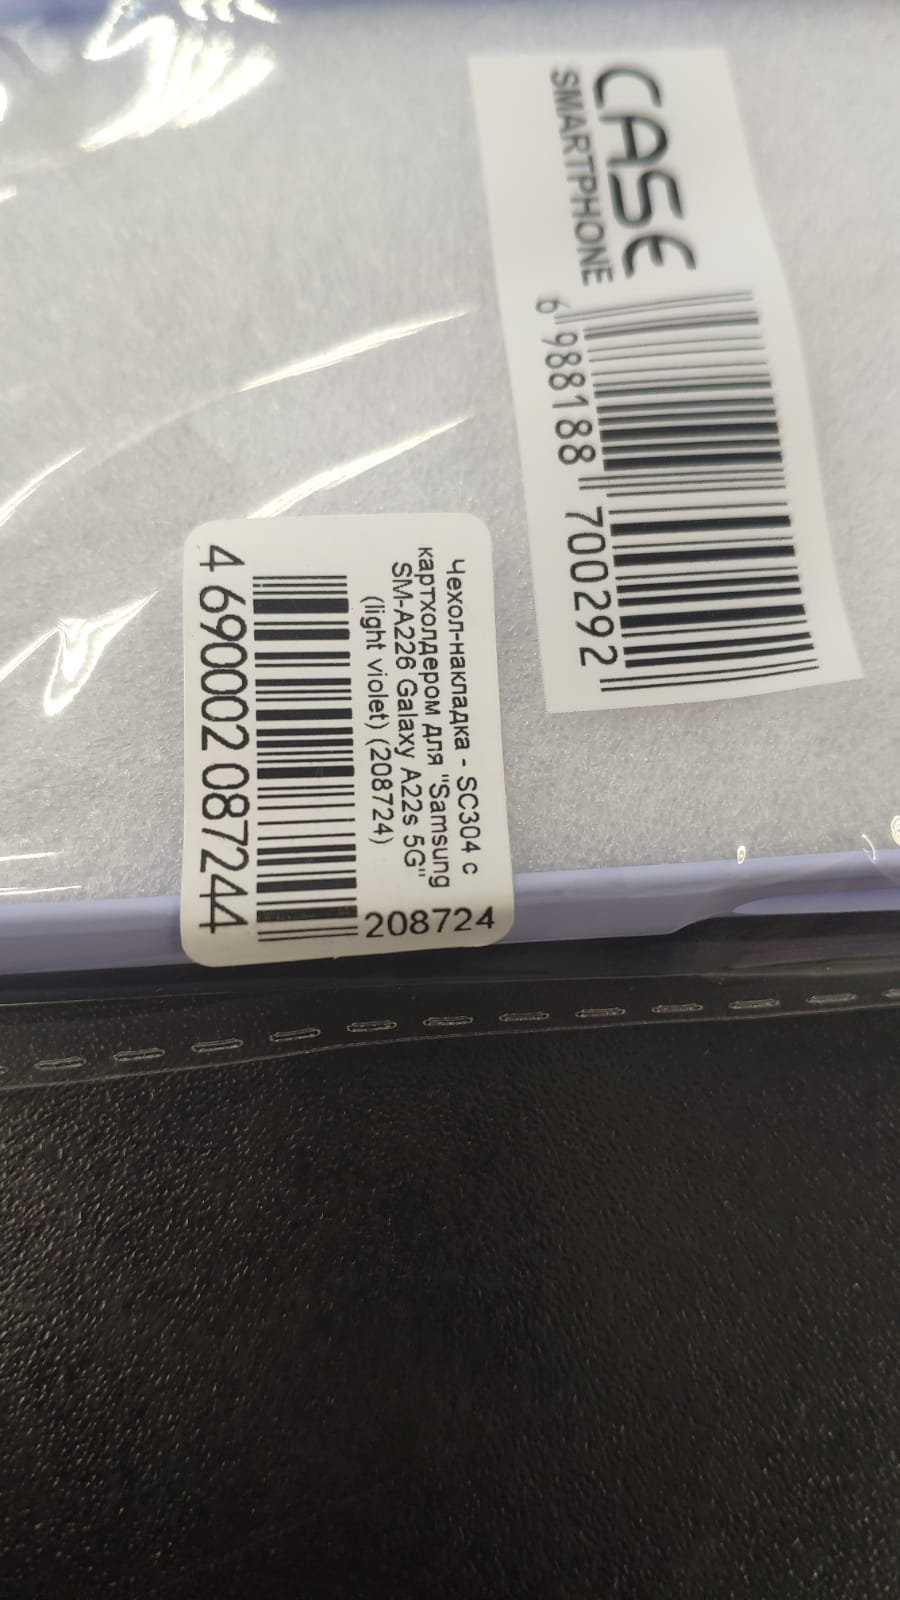 CASE
SMARTPHONE
6 988188 700292
Чехол-накладка - SC304 с
картхолдером для "Samsung
SM-A226 Galaxy A22s 5G"
(light violet) (208724)
208724
4 690002 087244